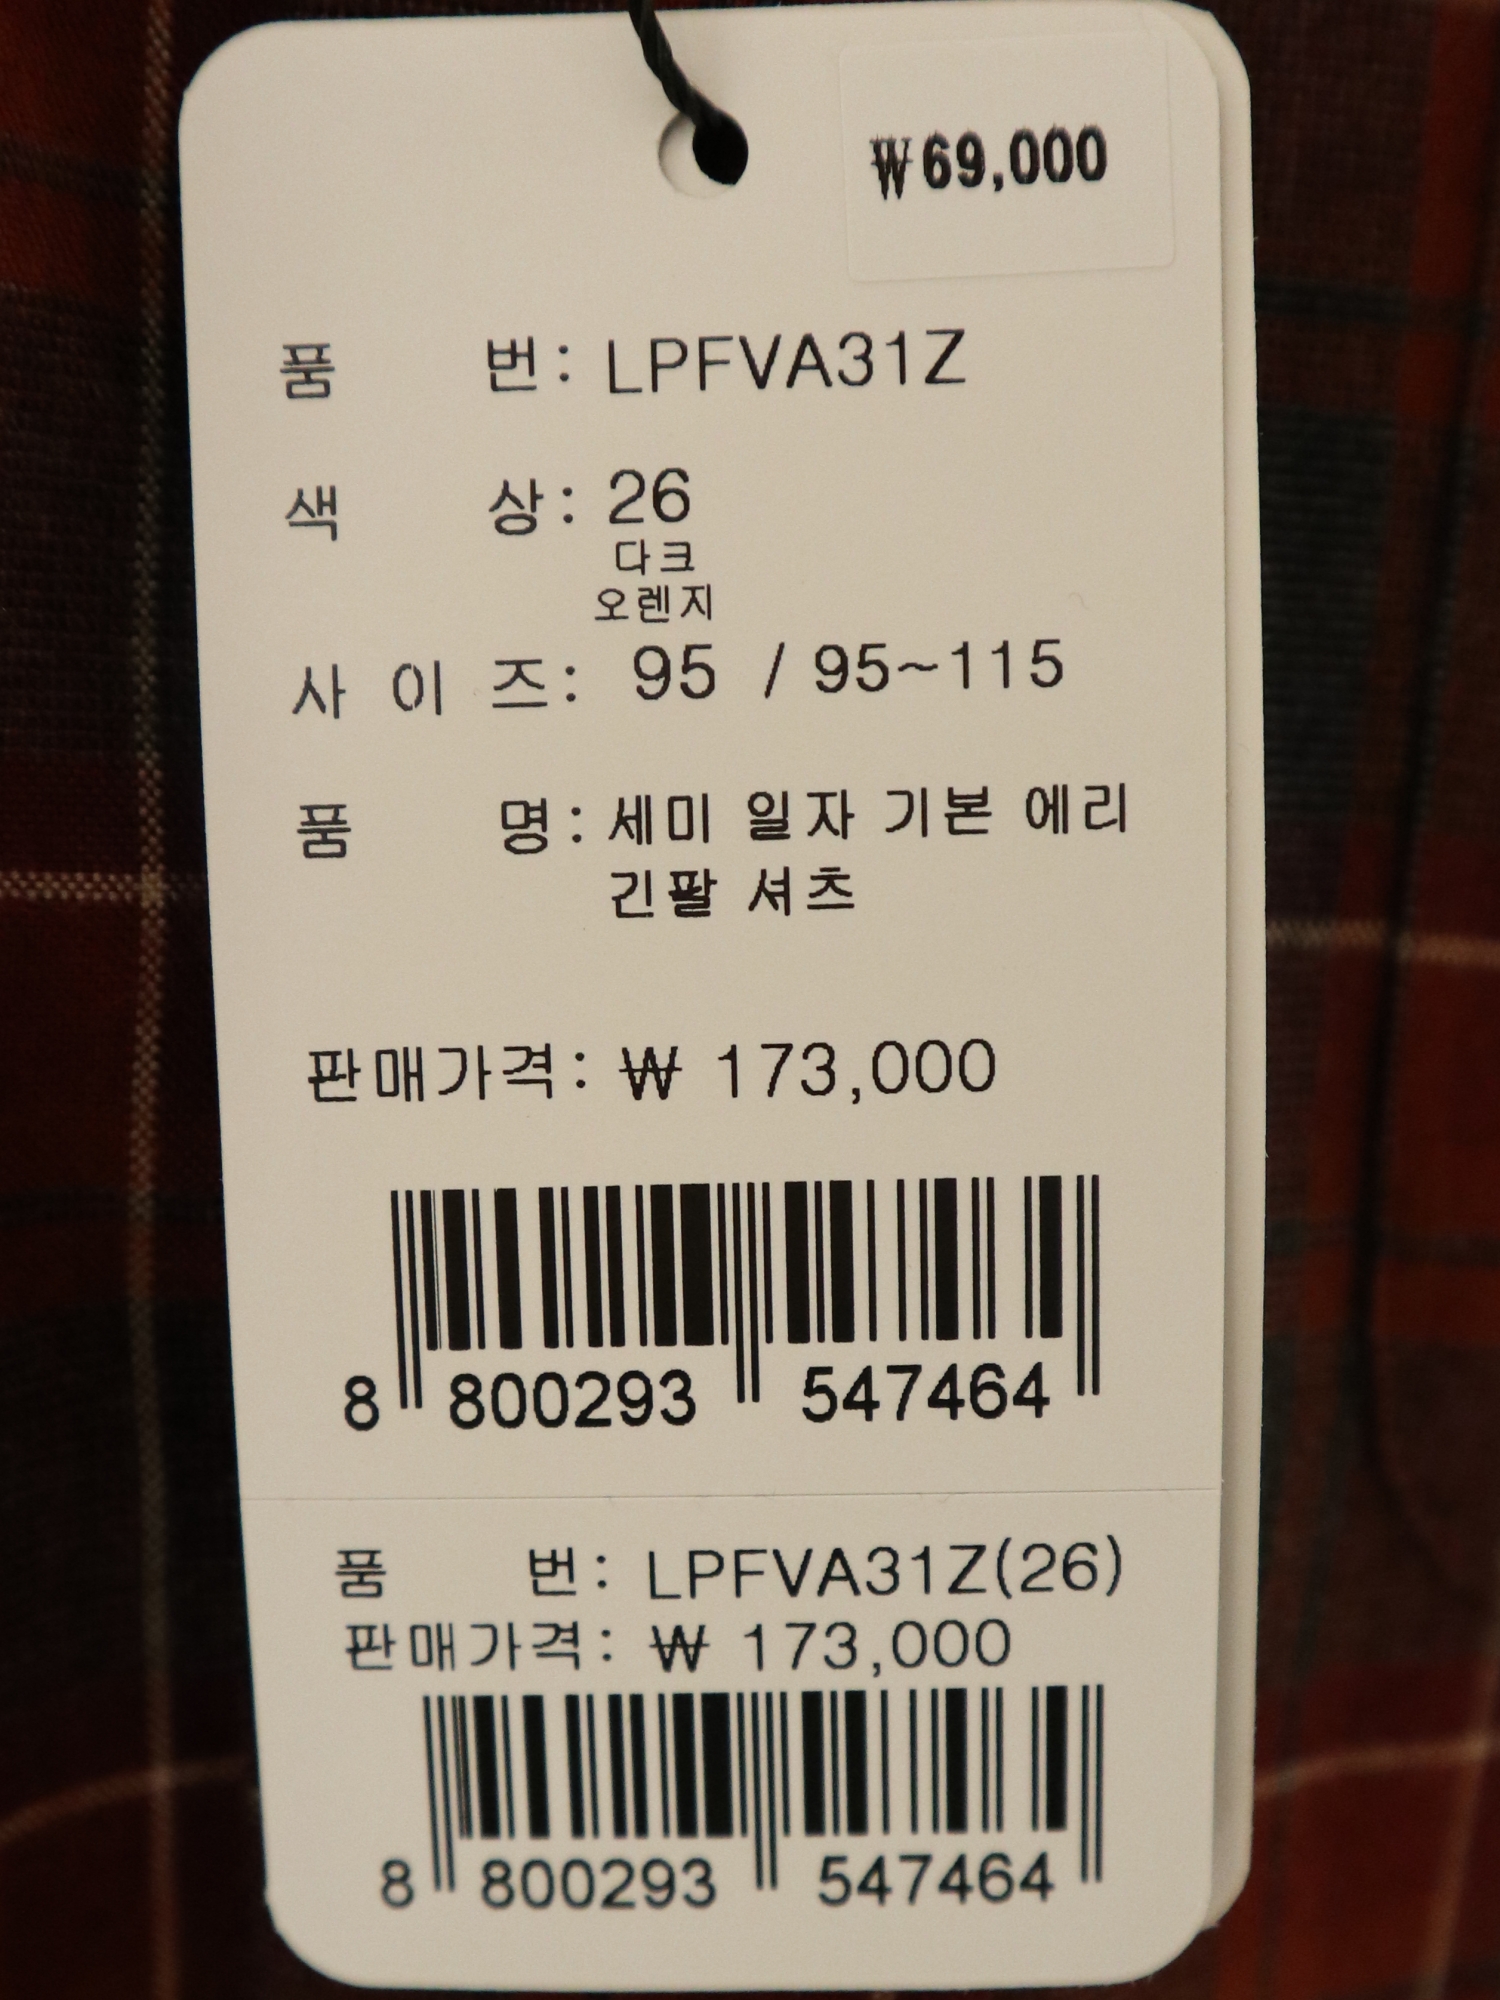 ₩69,000
품 번: LPFVA31Z
색 상: 26
다크
오렌지
사 이 즈: 95 / 95~115
품 명: 세미 일자 기본 에리
긴팔 셔츠
판매가격: ₩ 173,000
8 800293 547464
품 번: LPFVA31Z(26)
판매가격: ₩ 173,000
8 800293 547464